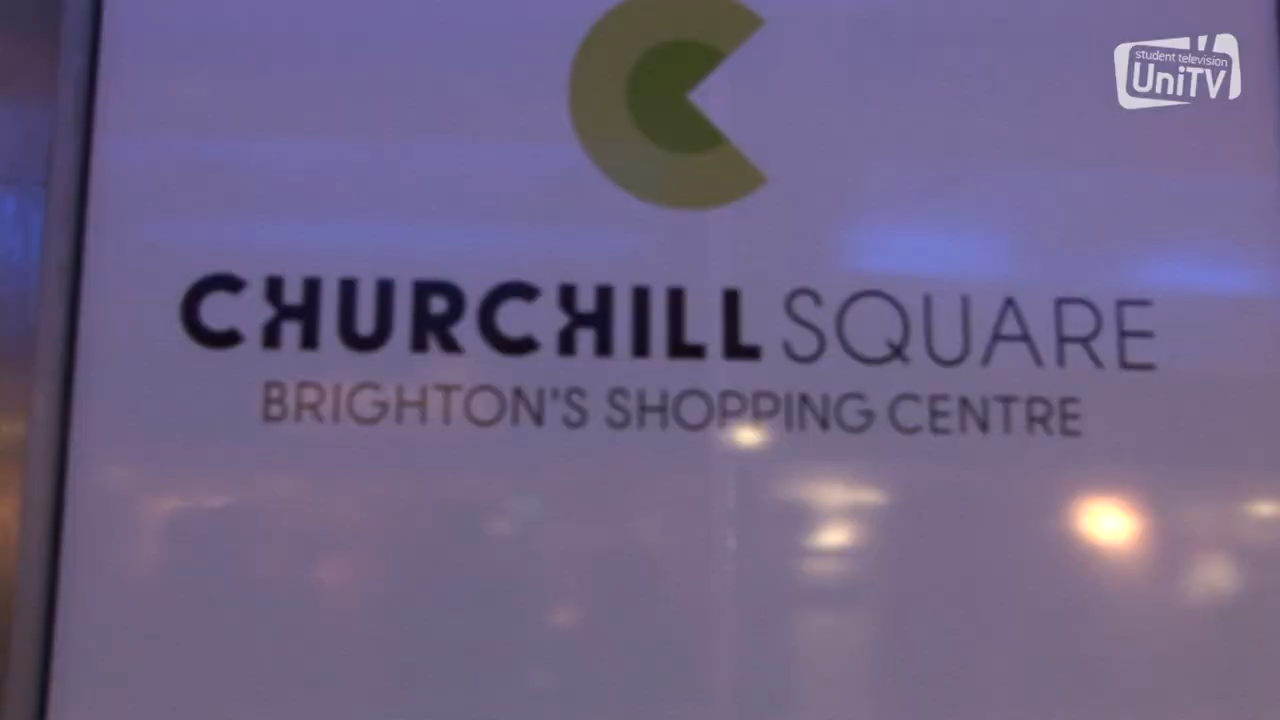 student television
UniTV
CHURCHILL SQUARE
BRIGHTON'S SHOPPING CENTRE